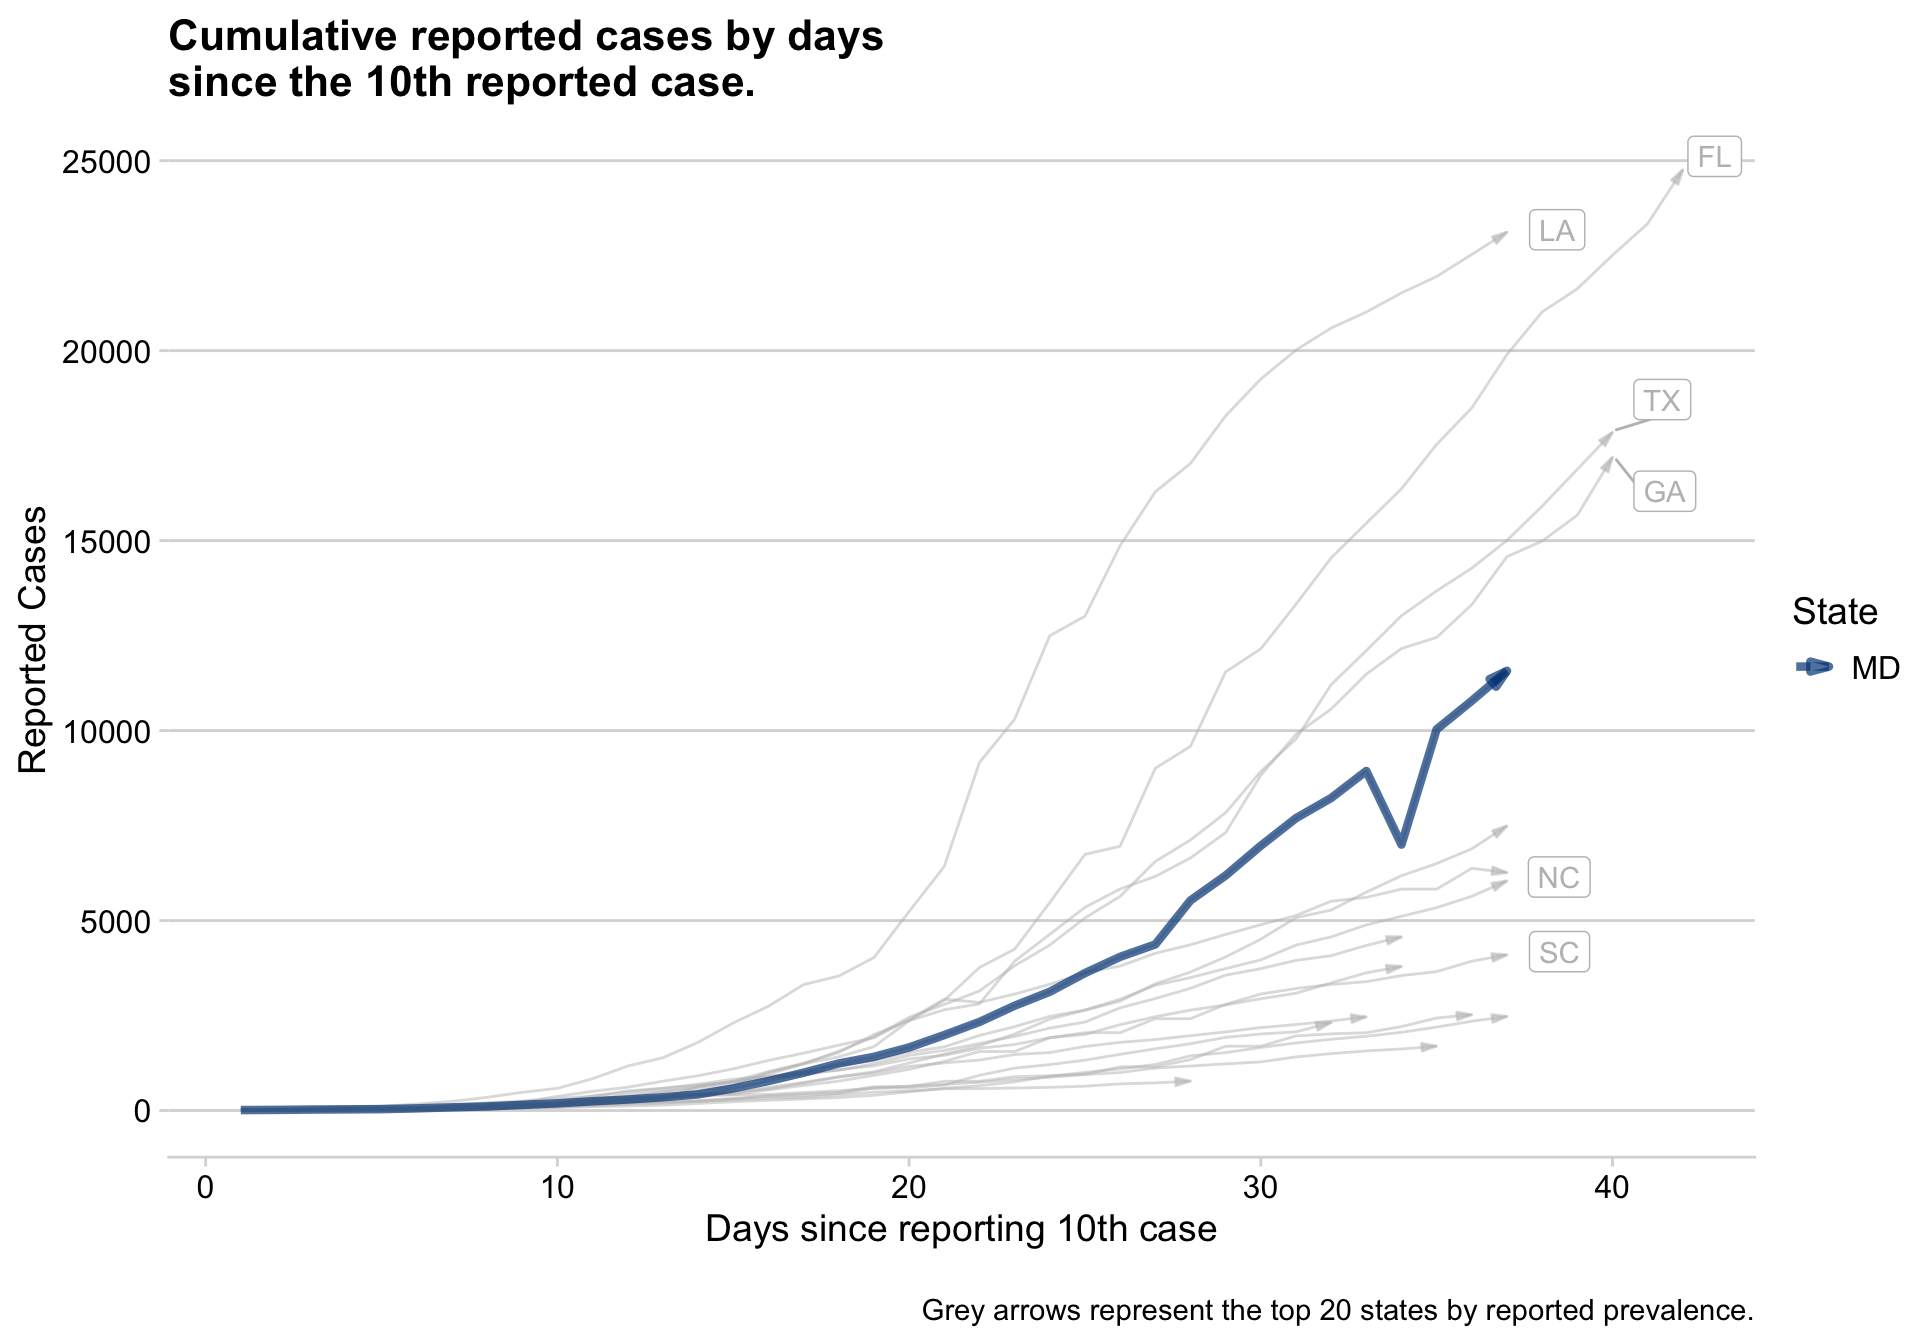 Cumulative reported cases by days
since the 10th reported case.
25000
20000
15000
10000
5000
0
Reported Cases
FL
LA
TX
GA
NC
SC
State
MD
0 10 20 30 40
Days since reporting 10th case
Grey arrows represent the top 20 states by reported prevalence.